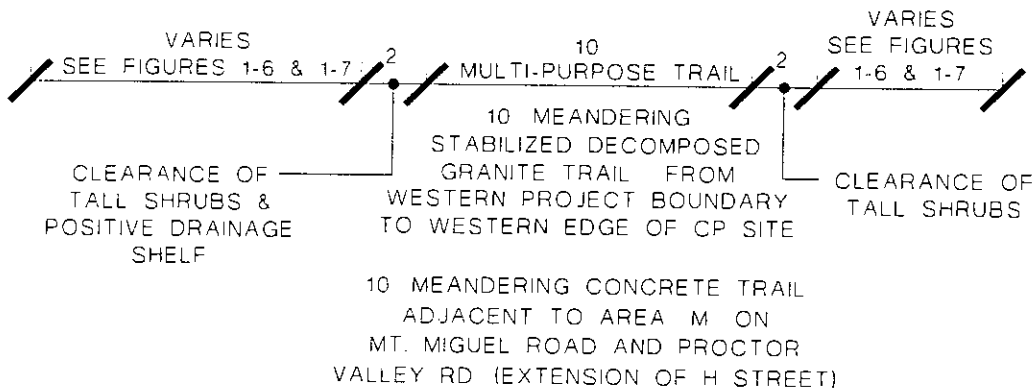 VARIES
SEE FIGURES 1-6 & 1-7
2
10
MULTI-PURPOSE TRAIL
2
VARIES
SEE FIGURES
1-6 & 1-7
CLEARANCE OF
TALL SHRUBS &
POSITIVE DRAINAGE
SHELF
10 MEANDERING
STABILIZED DECOMPOSED
GRANITE TRAIL FROM
WESTERN PROJECT BOUNDARY
TO WESTERN EDGE OF CP SITE
CLEARANCE OF
TALL SHRUBS
10 MEANDERING CONCRETE TRAIL
ADJACENT TO AREA M ON
MT. MIGUEL ROAD AND PROCTOR
VALLEY RD (EXTENSION OF H STREET)